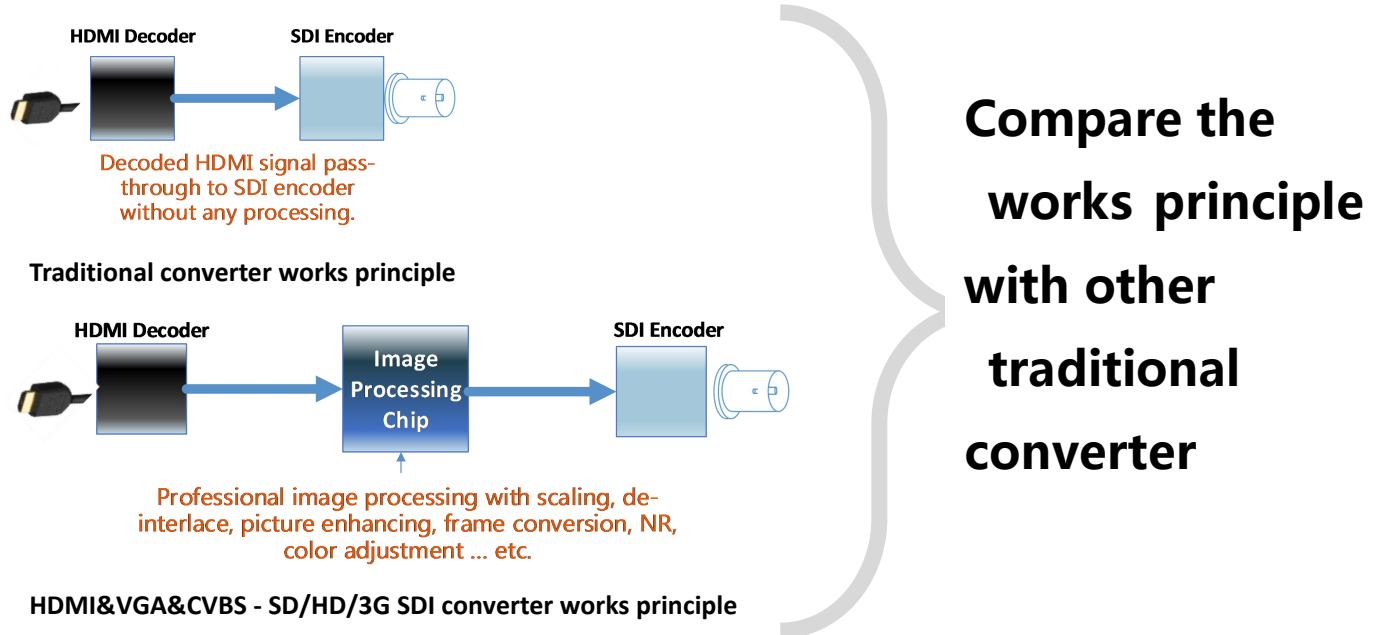 HDMI Decoder
SDI Encoder
Decoded HDMI signal pass-
through to SDI encoder
without any processing.
Traditional converter works principle
HDMI Decoder
SDI Encoder
Image
Processing
Chip
Professional image processing with scaling, de-
interlace, picture enhancing, frame conversion, NR,
color adjustment ... etc.
HDMI&VGA&CVBS - SD/HD/3G SDI converter works principle
Compare the
works principle
with other
traditional
converter